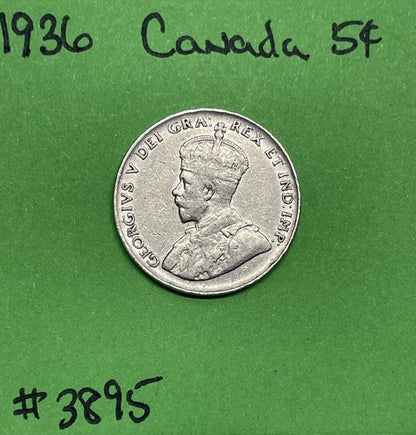 1936 Canada 5¢
GEORGIVS V DEI GRA: REX ET IND:IMP:
#3895